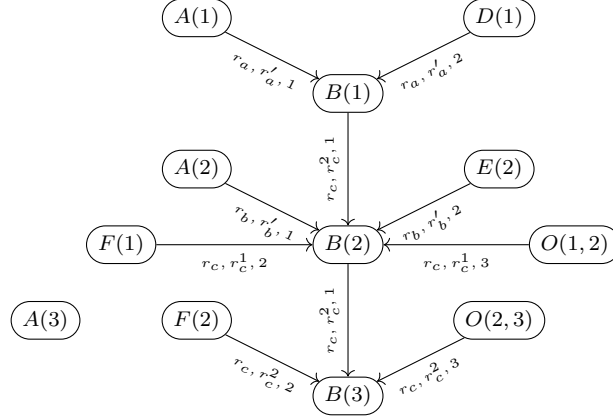 A(1)
D(1)
r_a, r'_a, 1
r_a, r'_a, 2
B(1)
r_c, r_c^2, 1
A(2)
E(2)
r_b, r'_b, 1
r_b, r'_b, 2
F(1)
B(2)
O(1, 2)
r_c, r_c^1, 2
r_c, r_c^1, 3
r_c, r_c^2, 1
A(3)
F(2)
O(2, 3)
r_c, r_c^2, 2
r_c, r_c^2, 3
B(3)